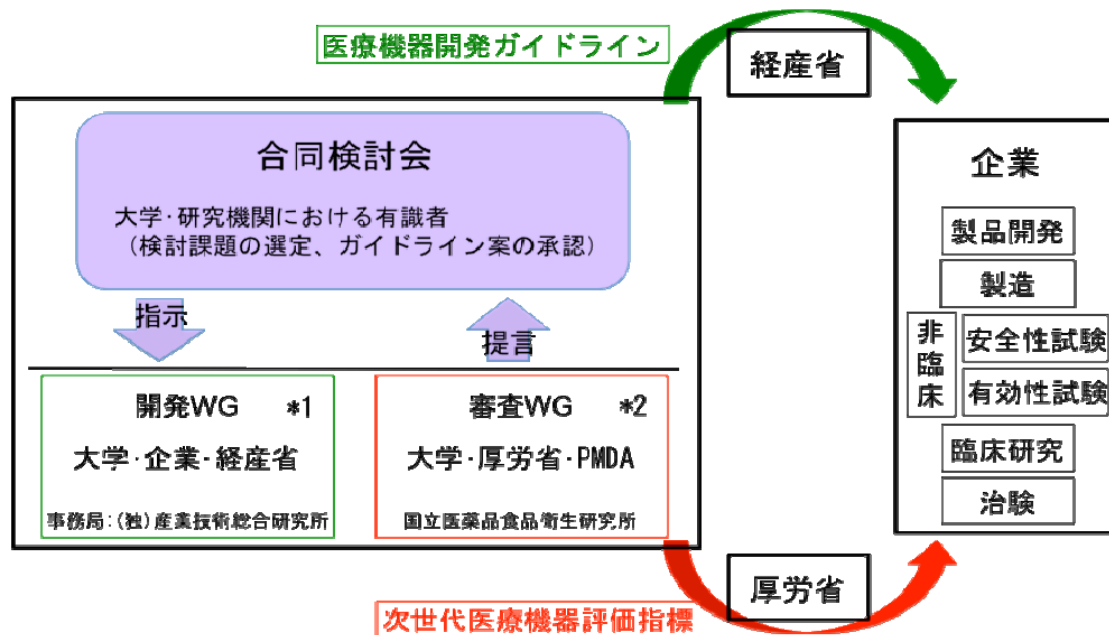 医療機器開発ガイドライン
経産省
合同検討会
大学・研究機関における有識者
（検討課題の選定、ガイドライン案の承認）
指示
提言
開発WG *1
大学・企業・経産省
事務局：（独）産業技術総合研究所
審査WG *2
大学・厚労省・PMDA
国立医薬品食品衛生研究所
企業
製品開発
製造
非臨床
安全性試験
有効性試験
臨床研究
治験
厚労省
次世代医療機器評価指標